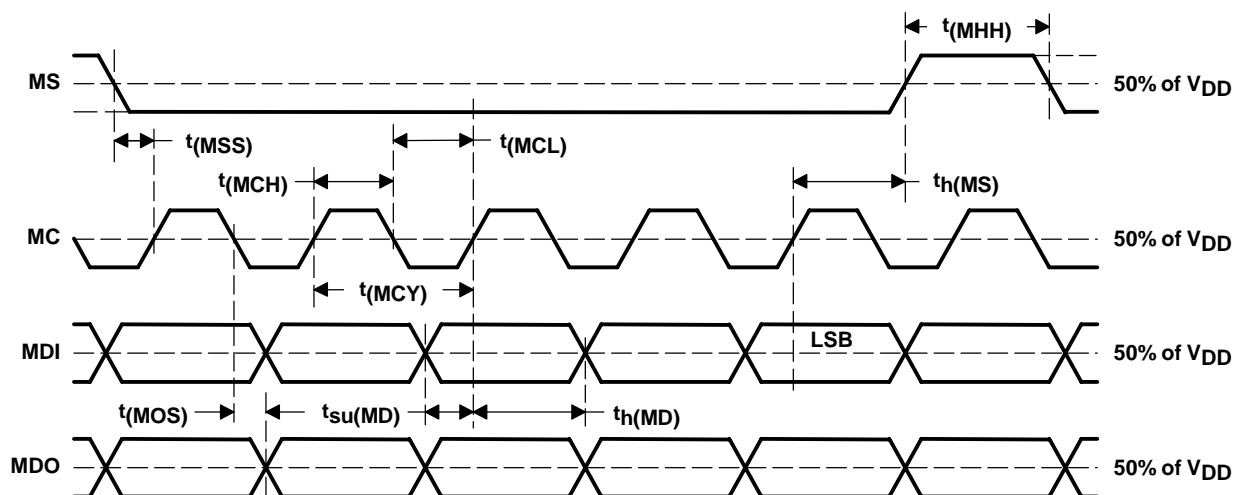 t(MHH)
MS
50% of VDD
t(MSS)
t(MCL)
t(MCH)
th(MS)
MC
50% of VDD
t(MCY)
MDI
LSB
50% of VDD
t(MOS)
tsu(MD)
th(MD)
MDO
50% of VDD